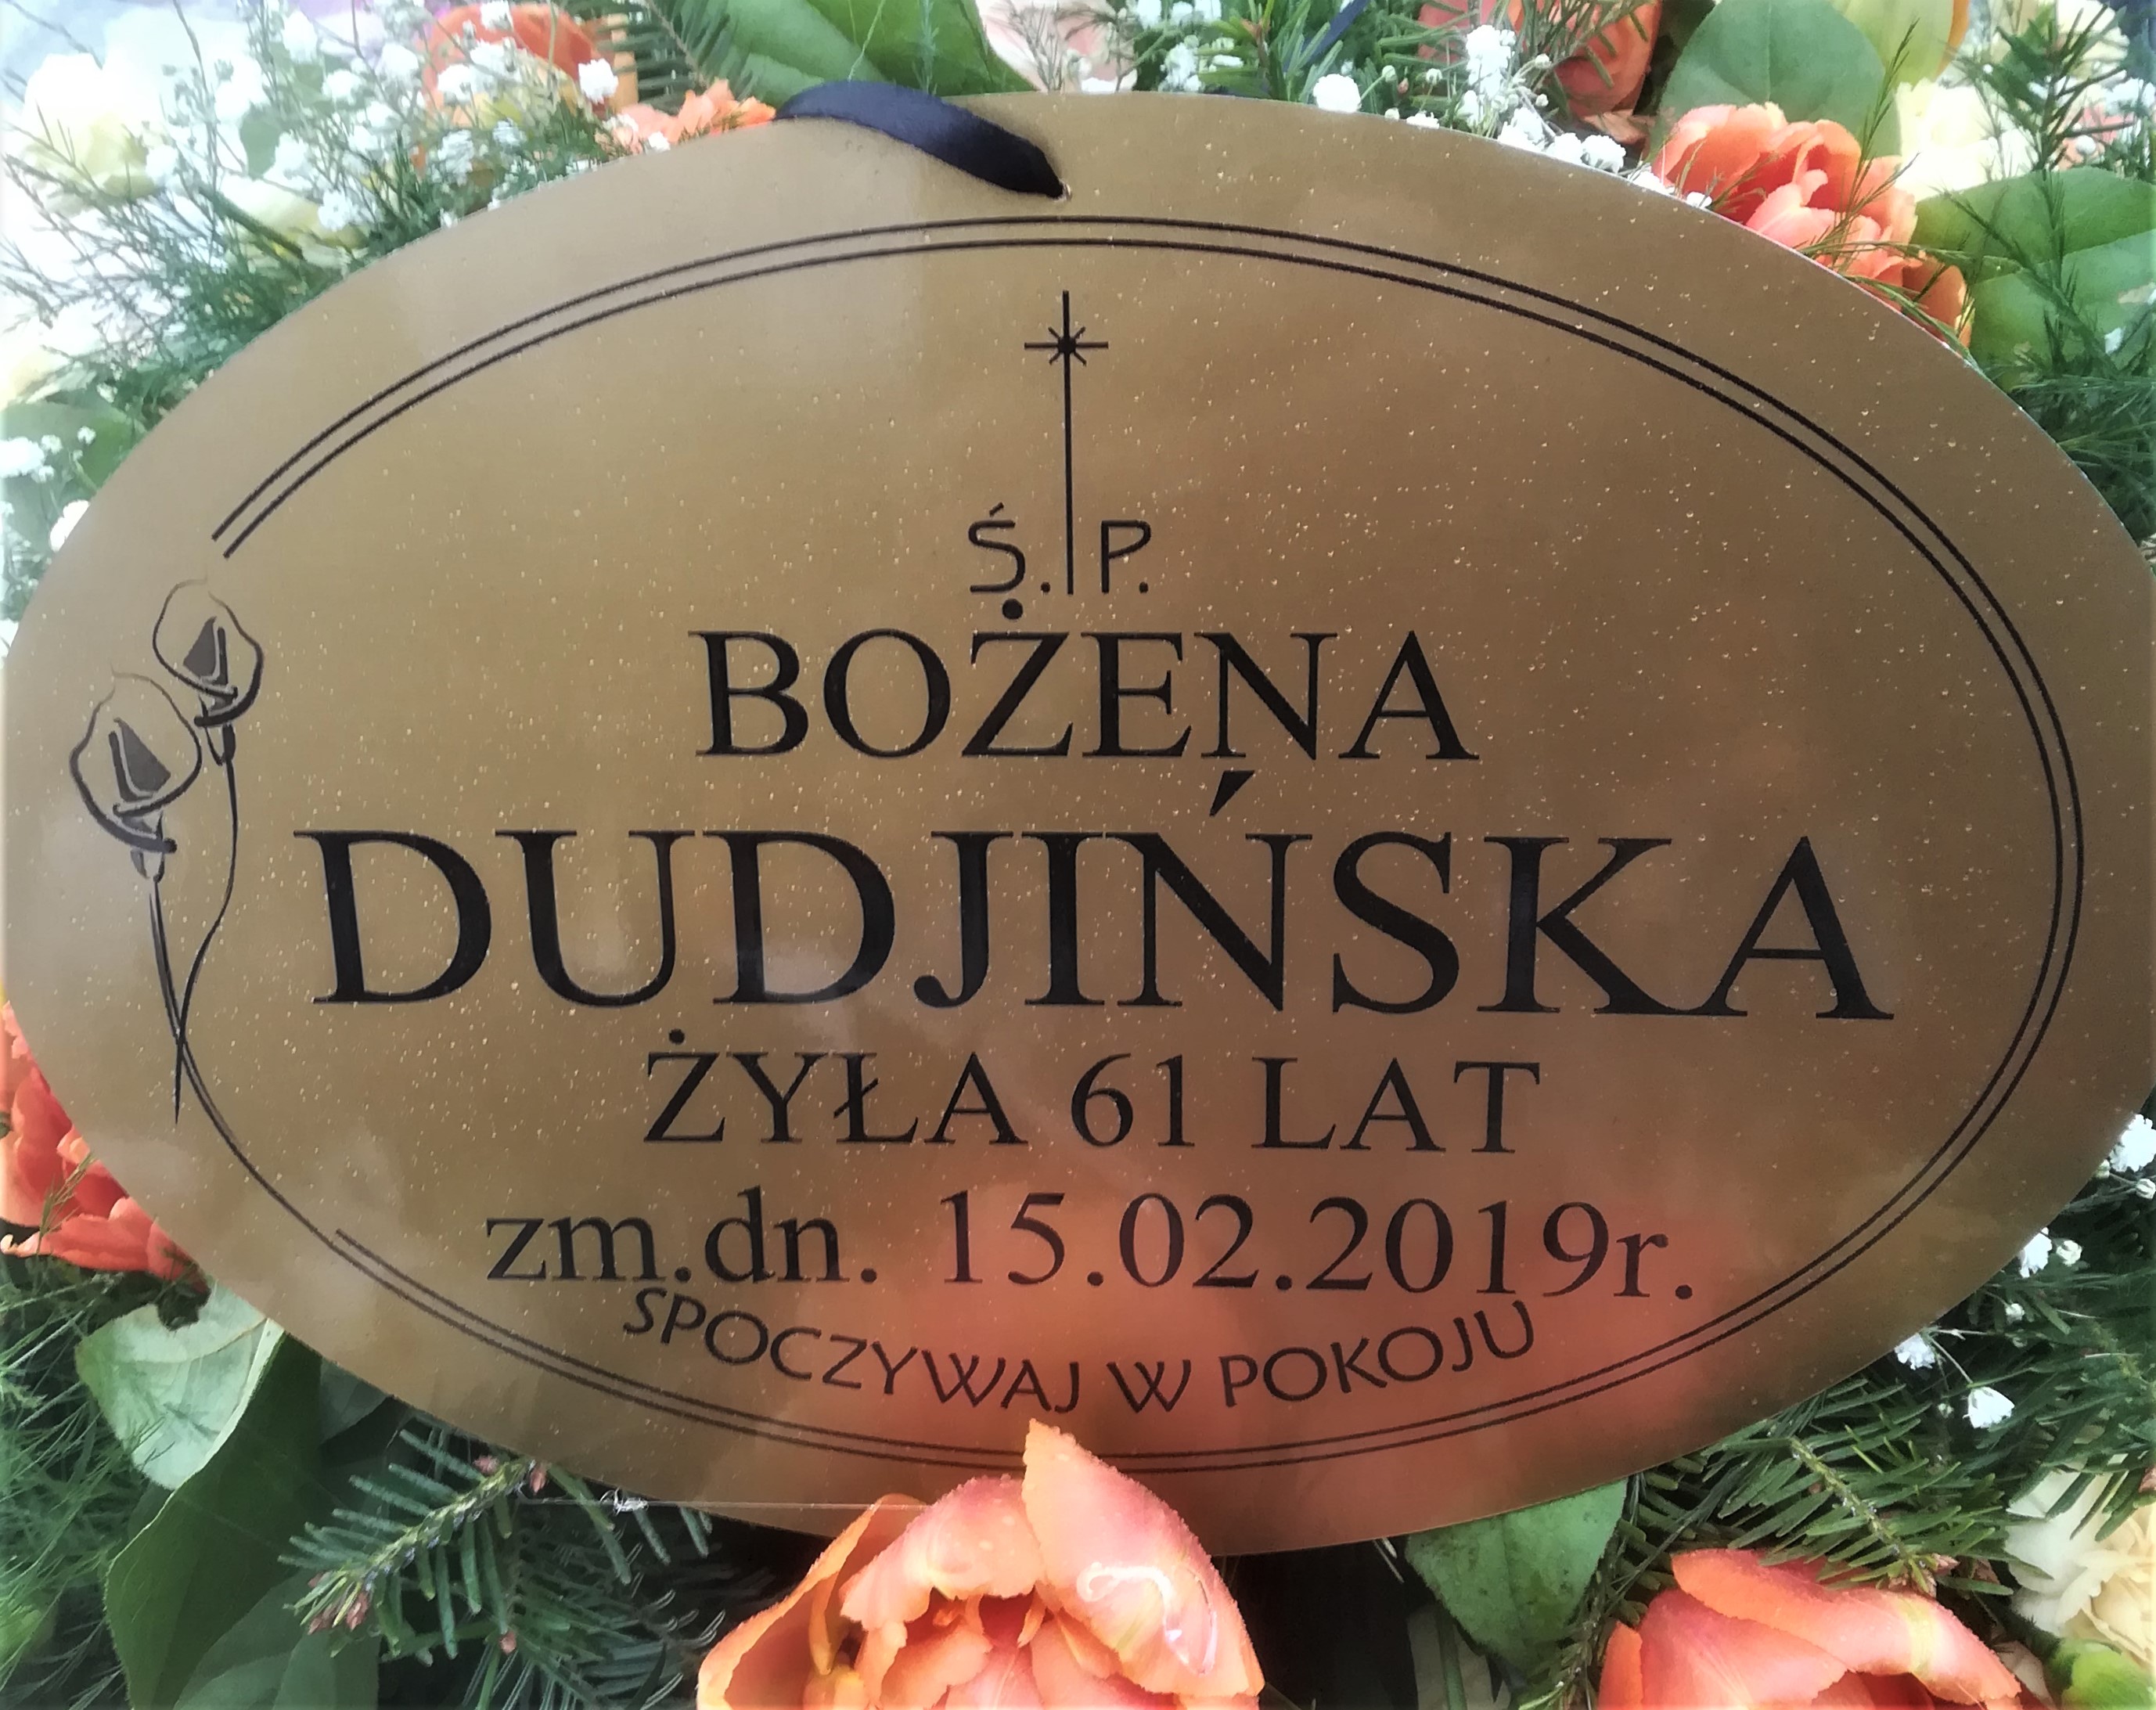 Ś. P.
BOŻENA
DUDJIŃSKA
ŻYŁA 61 LAT
zm.dn. 15.02.2019r.
SPOCZYWAJ W POKOJU